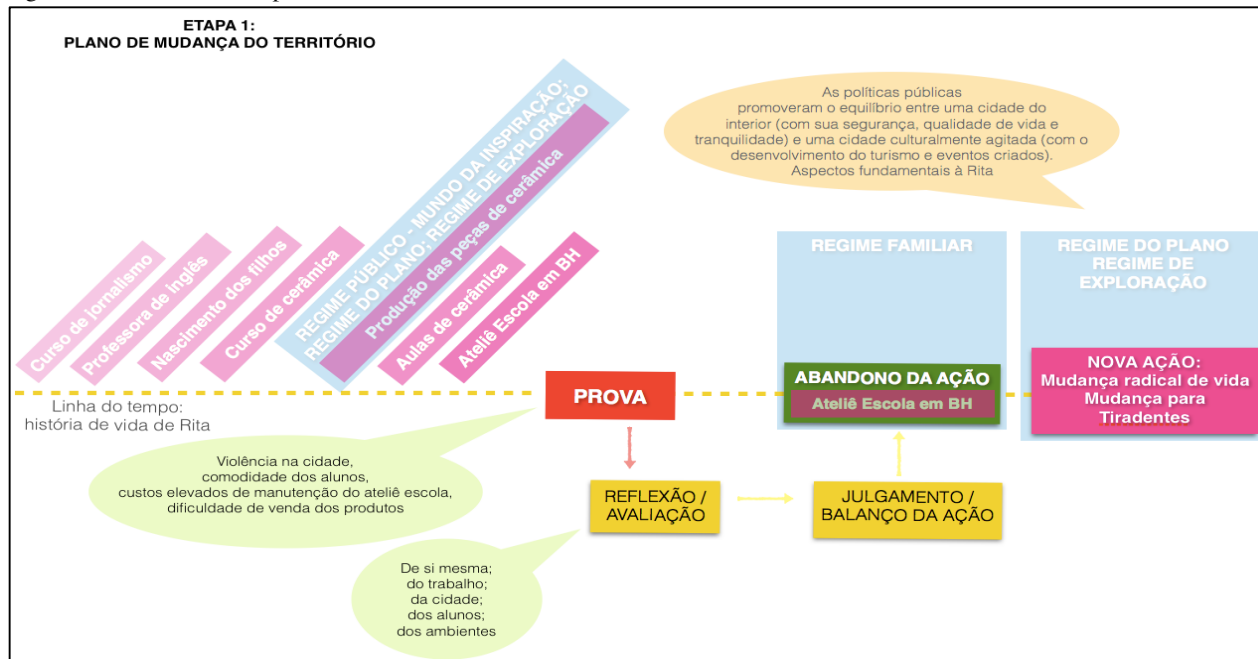 ETAPA 1:
PLANO DE MUDANÇA DO TERRITÓRIO
As políticas públicas
promoveram o equilíbrio entre uma cidade do
interior (com sua segurança, qualidade de vida e
tranquilidade) e uma cidade culturalmente agitada (com o
desenvolvimento do turismo e eventos criados).
Aspectos fundamentais à Rita
Curso de jornalismo
Professora de inglês
Nascimento dos filhos
Curso de cerâmica
REGIME PÚBLICO - MUNDO DA INSPIRAÇÃO;
REGIME DO PLANO; REGIME DE EXPLORAÇÃO
Produção das peças de cerâmica
Aulas de cerâmica
Ateliê Escola em BH
REGIME FAMILIAR
REGIME DO PLANO
REGIME DE
EXPLORAÇÃO
Linha do tempo:
história de vida de Rita
PROVA
ABANDONO DA AÇÃO
Ateliê Escola em BH
NOVA AÇÃO:
Mudança radical de vida
Mudança para
Tiradentes
Violência na cidade,
comodidade dos alunos,
custos elevados de manutenção do ateliê escola,
dificuldade de venda dos produtos
REFLEXÃO /
AVALIAÇÃO
JULGAMENTO /
BALANÇO DA AÇÃO
De si mesma;
do trabalho;
da cidade;
dos alunos;
dos ambientes